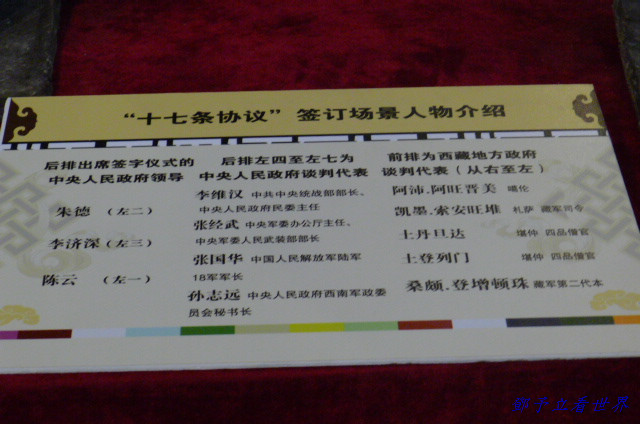 “十七条协议”签订场景人物介绍
后排出席签字仪式的
中央人民政府领导
朱德 （左二）
李济深（左三）
陈云 （左一）
后排左四至左七为
中央人民政府谈判代表
李维汉 中共中央统战部部长、
中央人民政府民委主任
张经武 中央军委办公厅主任、
中央军委人民武装部部长
张国华 中国人民解放军陆军
18军军长
孙志远 中央人民政府西南军政委
员会秘书长
前排为西藏地方政府
谈判代表（从右至左）
阿沛.阿旺晋美 噶伦
凯墨.索安旺堆 札萨 藏军司令
土丹旦达 堪仲 四品僧官
土登列门 堪仲 四品僧官
桑颇.登增顿珠 藏军第二代本